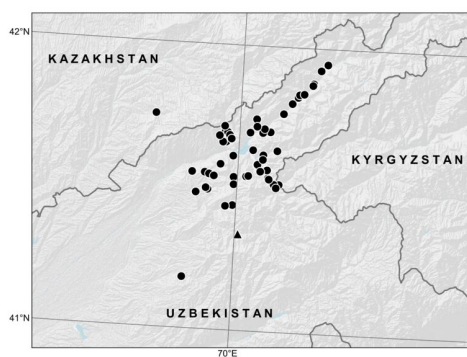 42°N
KAZAKHSTAN
KYRGYZSTAN
UZBEKISTAN
41°N
70°E